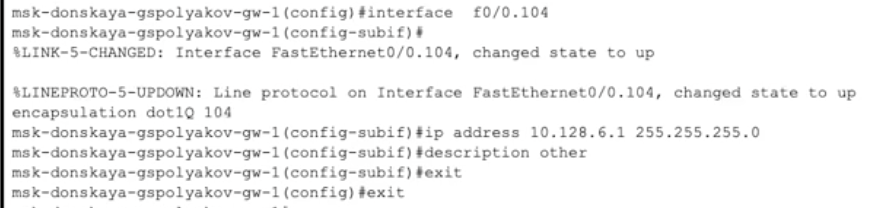 msk-donskaya-gspolyakov-gw-1(config)#interface  f0/0.104
msk-donskaya-gspolyakov-gw-1(config-subif)#
%LINK-5-CHANGED: Interface FastEthernet0/0.104, changed state to up
%LINEPROTO-5-UPDOWN: Line protocol on Interface FastEthernet0/0.104, changed state to up
encapsulation dot1Q 104
msk-donskaya-gspolyakov-gw-1(config-subif)#ip address 10.128.6.1 255.255.255.0
msk-donskaya-gspolyakov-gw-1(config-subif)#description other
msk-donskaya-gspolyakov-gw-1(config-subif)#exit
msk-donskaya-gspolyakov-gw-1(config)#exit